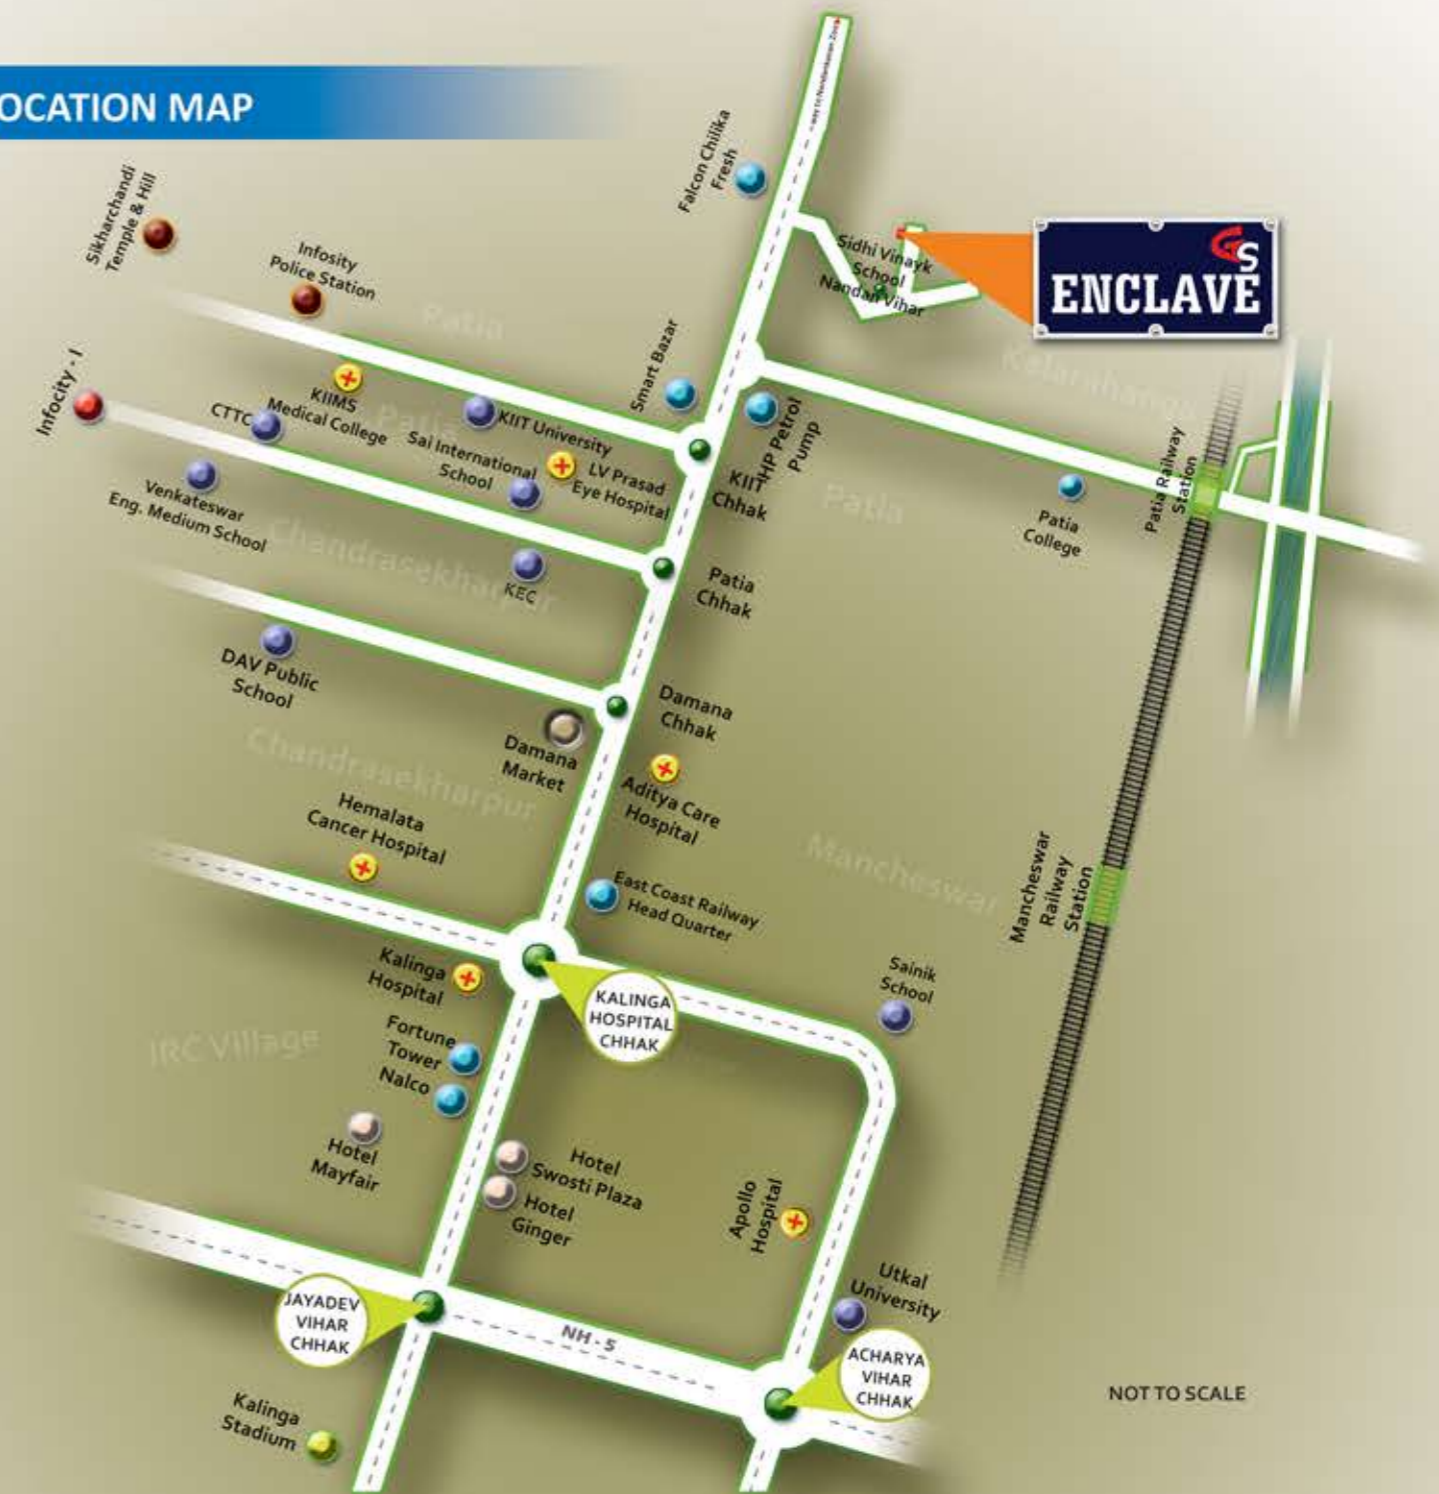 OCATION MAP
Falcon Chilika
Fresh
Sikharchandi
Temple & Hill
Infosity
Police Station
Sidhi Vinayk
School
Nandan Vihar
GS
ENCLAVE
Patia
Smart Bazar
Infocity - I
KIIMS
Medical College
CTTC
Patia
KIIT University
Sai International
School
LV Prasad
Eye Hospital
HP Petrol
Pump
KIIT
Chhak
Patia
Patia
College
Patia Railway
Station
Venkateswar
Eng. Medium School
Chandrasekharpur
KEC
Patia
Chhak
DAV Public
School
Damana
Chhak
Damana
Market
Chandrasekharpur
Aditya Care
Hospital
Hemalata
Cancer Hospital
Mancheswar
Mancheswar
Railway
Station
East Coast Railway
Head Quarter
Kalinga
Hospital
KALINGA
HOSPITAL
CHHAK
Sainik
School
IRC Village
Fortune
Tower
Nalco
Hotel
Mayfair
Hotel
Swosti Plaza
Hotel
Ginger
Apollo
Hospital
Utkal
University
JAYADEV
VIHAR
CHHAK
NH - 5
ACHARYA
VIHAR
CHHAK
Kalinga
Stadium
NOT TO SCALE